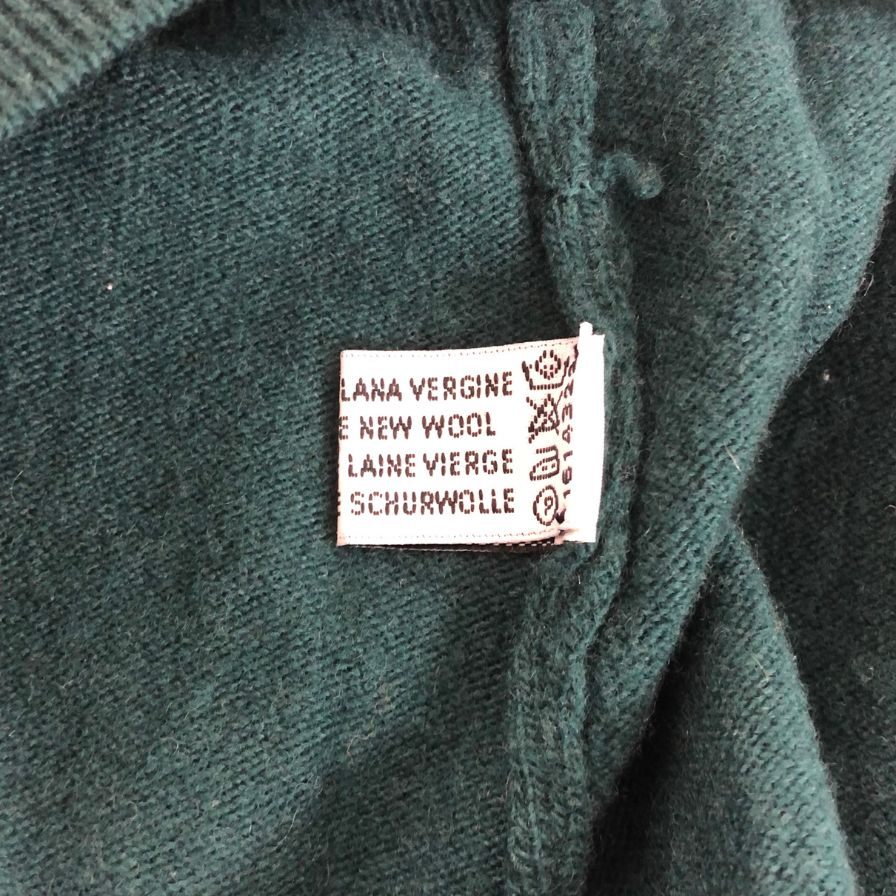 LANA VERGINE
E NEW WOOL
LAINE VIERGE
SCHURWOLLE